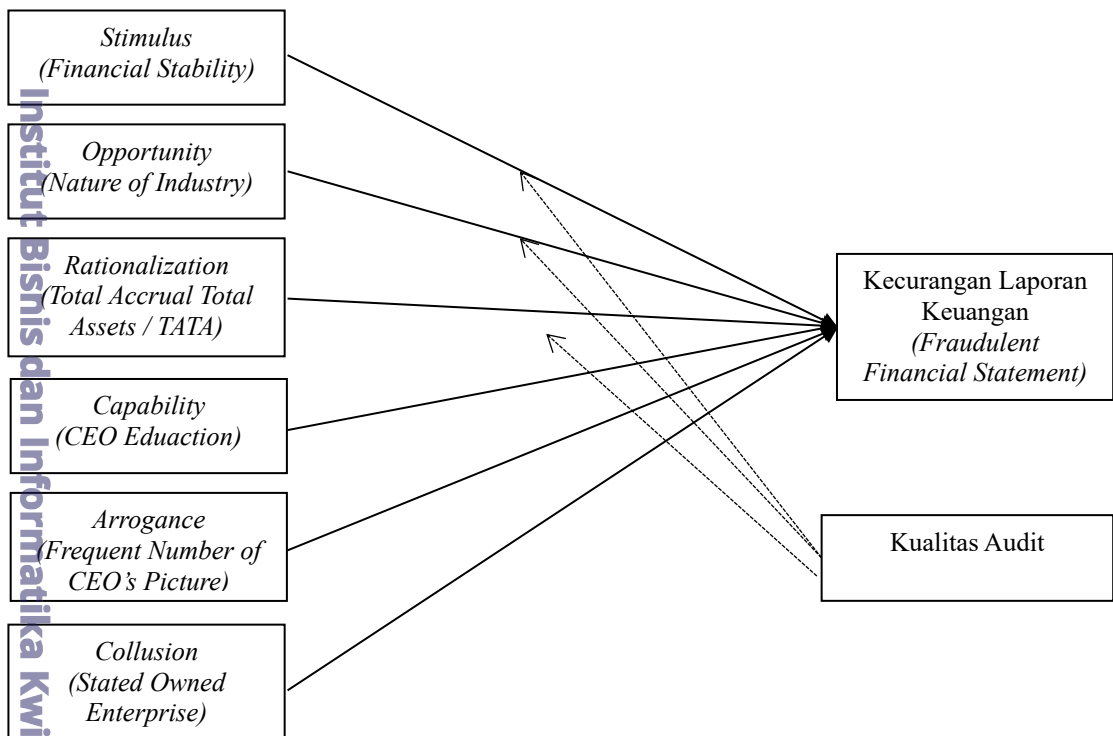 Stimulus
(Financial Stability)
Opportunity
(Nature of Industry)
Rationalization
(Total Accrual Total
Assets / TATA)
Capability
(CEO Eduaction)
Arrogance
(Frequent Number of
CEO's Picture)
Collusion
(Stated Owned
Enterprise)
Kecurangan Laporan
Keuangan
(Fraudulent
Financial Statement)
Kualitas Audit
Institut Bisnis dan Informatika Kwi